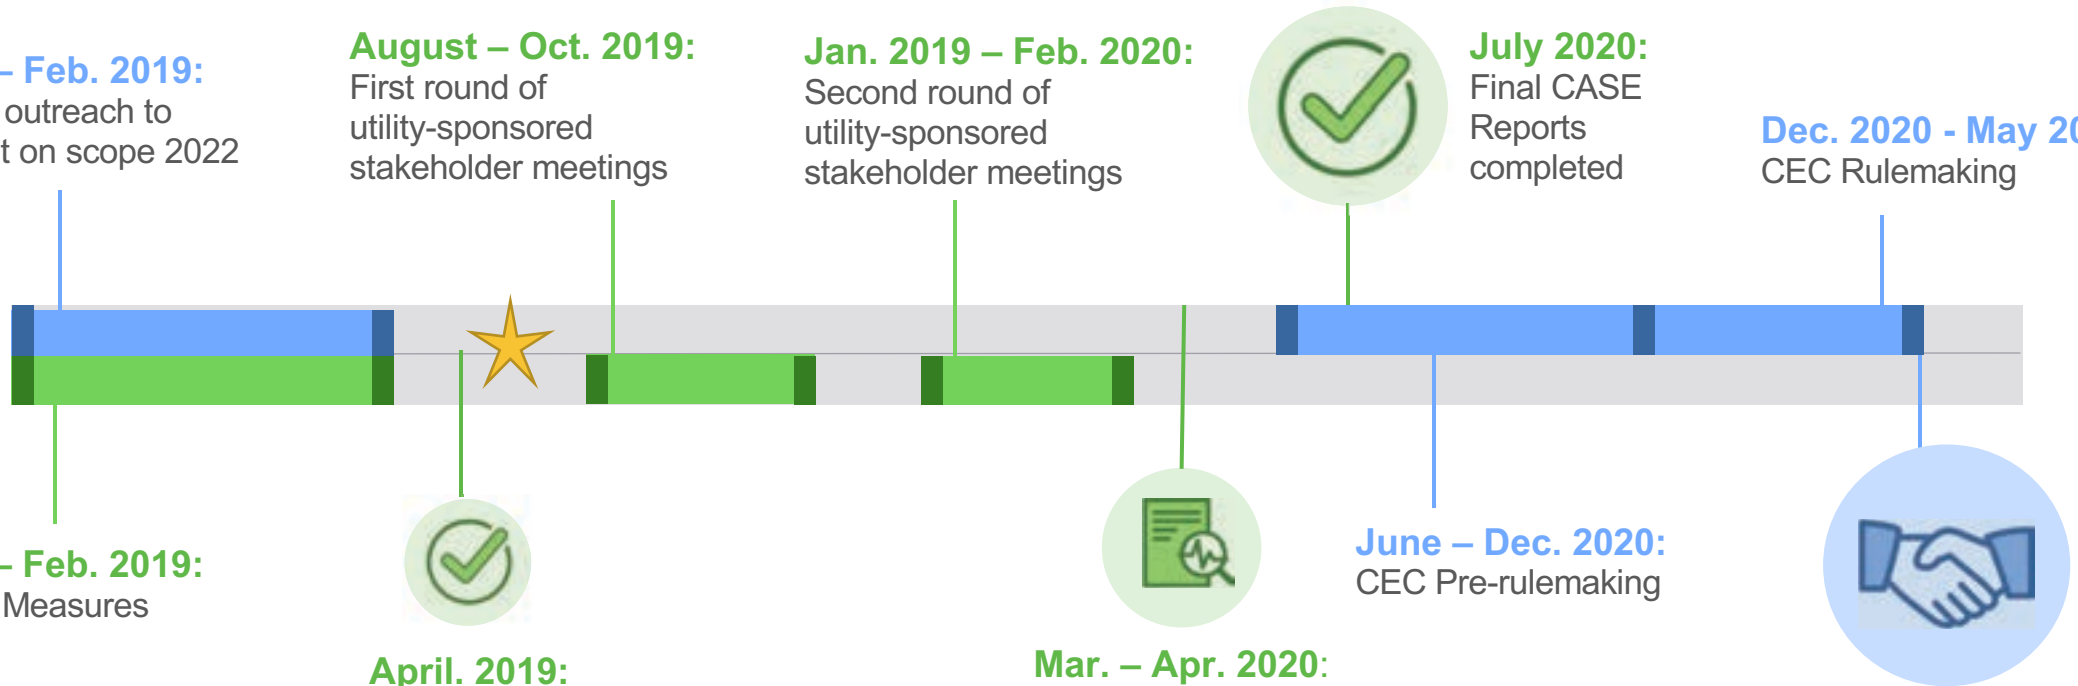 – Feb. 2019:
outreach to
t on scope 2022
August – Oct. 2019:
First round of
utility-sponsored
stakeholder meetings
Jan. 2019 – Feb. 2020:
Second round of
utility-sponsored
stakeholder meetings
July 2020:
Final CASE
Reports
completed
Dec. 2020 - May 20
CEC Rulemaking
– Feb. 2019:
Measures
April. 2019:
Mar. – Apr. 2020:
June – Dec. 2020:
CEC Pre-rulemaking